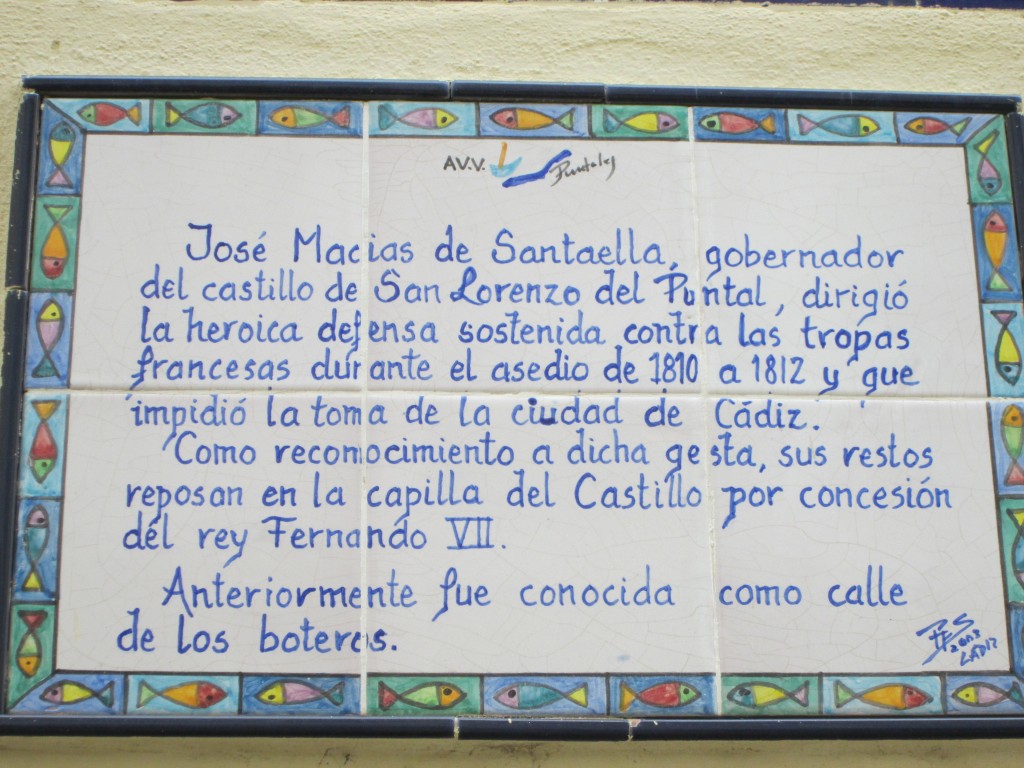 AV.V. Puntales
José Macias de Santaella, gobernador
del castillo de San Lorenzo del Puntal, dirigió
la heroica defensa sostenida contra las tropas
francesas durante el asedio de 1810 a 1812 y que
impidió la toma de la ciudad de Cádiz.
Como reconocimiento a dicha gesta, sus restos
reposan en la capilla del Castillo por concesión
del rey Fernando VII.
Anteriormente fue conocida como calle
de los boteros.
CADIZ